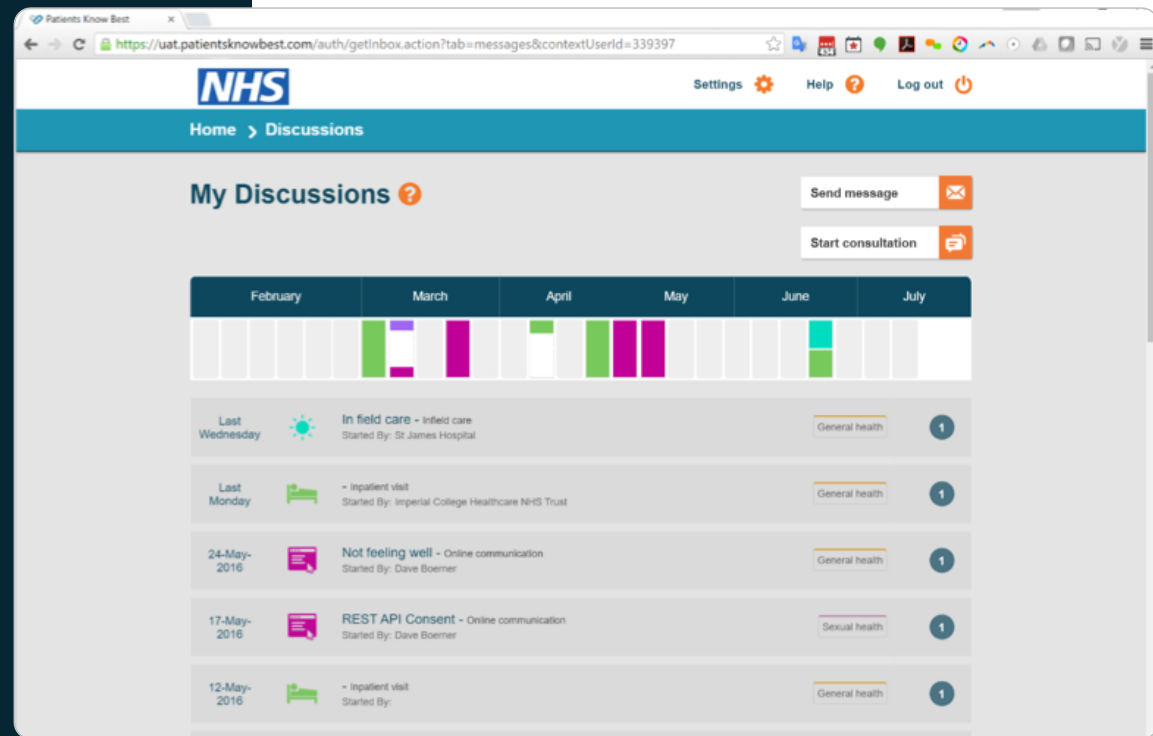 Patients Know Best
https://uat.patientsknowbest.com/auth/getInbox.action?tab=messages&contextUserId=339397
NHS
Settings
Help
Log out
Home > Discussions
My Discussions
Send message
Start consultation
February March April May June July
Last
Wednesday
In field care - Infield care
Started By: St James Hospital
General health
1
Last
Monday
- Inpatient visit
Started By: Imperial College Healthcare NHS Trust
General health
1
24-May-
2016
Not feeling well - Online communication
Started By: Dave Boerner
General health
1
17-May-
2016
REST API Consent - Online communication
Started By: Dave Boerner
Sexual health
1
12-May-
2016
- Inpatient visit
Started By:
General health
1